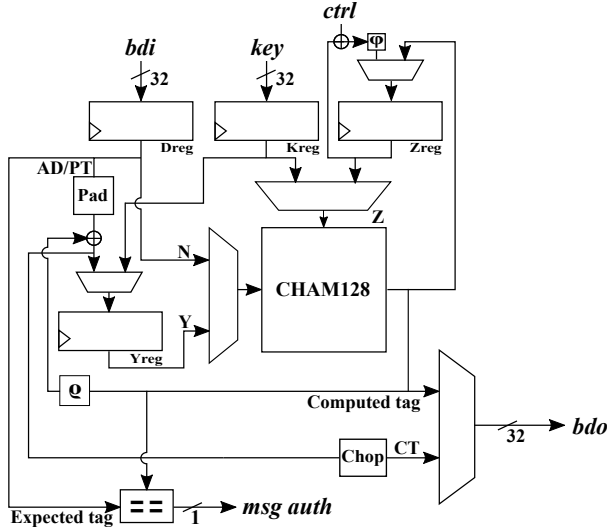 ctrl
bdi
key
φ
32
32
Dreg
Kreg
Zreg
AD/PT
Pad
Z
N
CHAM128
Y
Yreg
ϱ
Computed tag
32
bdo
Chop
CT
Expected tag
==
1
msg auth